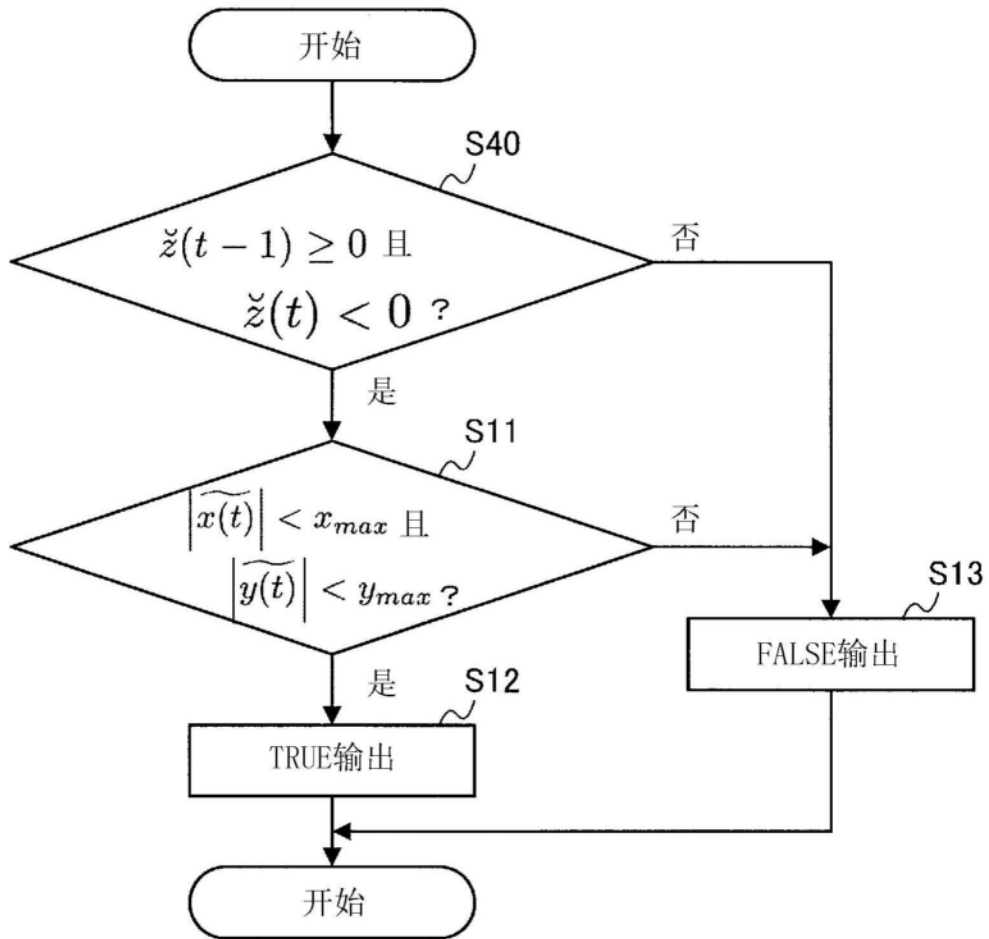 开始
S40
z̆(t − 1) ≥ 0 且
z̆(t) < 0 ?
否
是
S11
|x͠(t)| < x_max 且
|y͠(t)| < y_max ?
否
是
S13
FALSE输出
S12
TRUE输出
开始